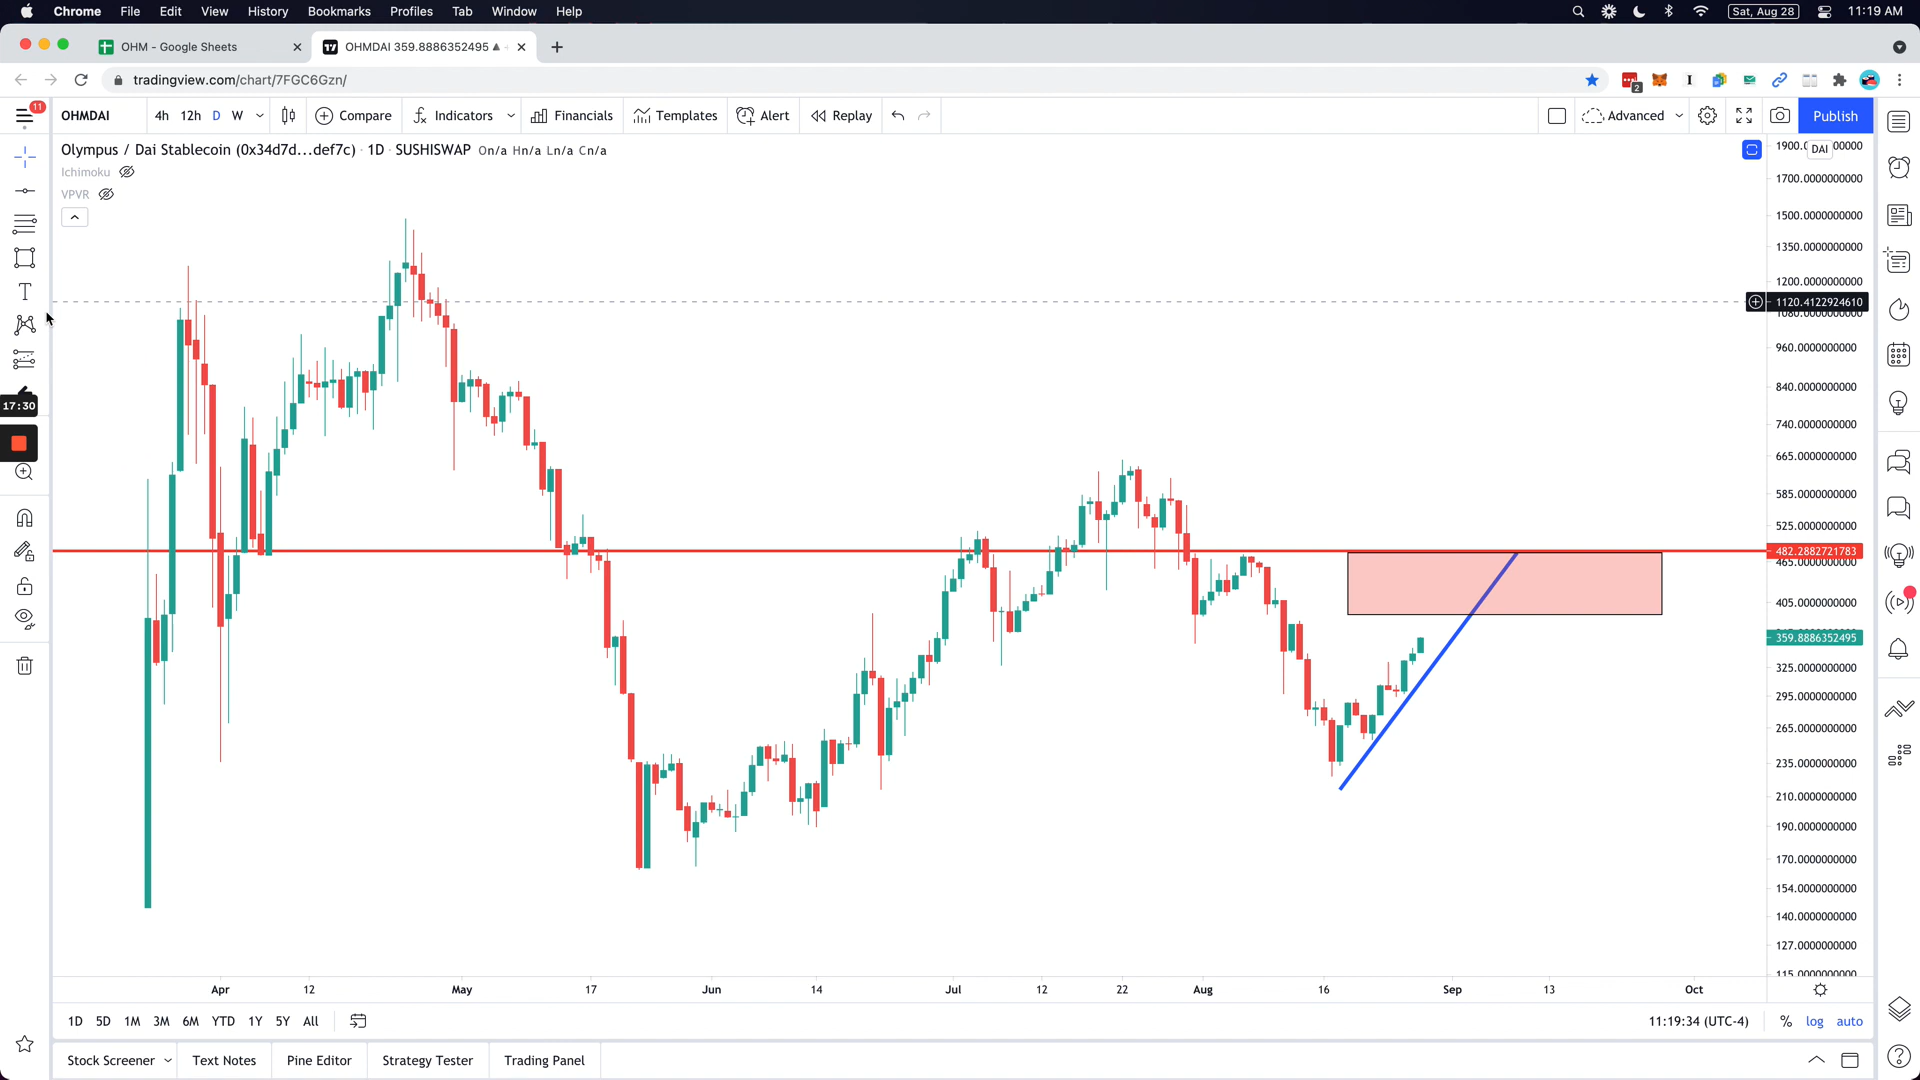 Chrome File Edit View History Bookmarks Profiles Tab Window Help Sat, Aug 28 11:19 AM
OHM - Google Sheets OHMDAI 359.8886352495
tradingview.com/chart/7FGC6Gzn/
2
11
OHMDAI 4h 12h D W Compare Indicators Financials Templates Alert Replay Advanced Publish
Olympus / Dai Stablecoin (0x34d7d...def7c) · 1D · SUSHISWAP On/a Hn/a Ln/a Cn/a
DAI
Ichimoku
VPVR
1700.0000000000
1500.0000000000
1350.0000000000
1200.0000000000
1120.4122924610
960.0000000000
840.0000000000
740.0000000000
665.0000000000
585.0000000000
525.0000000000
482.2882721783
465.0000000000
405.0000000000
359.8886352495
325.0000000000
295.0000000000
265.0000000000
235.0000000000
210.0000000000
190.0000000000
170.0000000000
154.0000000000
140.0000000000
127.0000000000
17:30
Apr 12 May 17 Jun 14 Jul 12 22 Aug 16 Sep 13 Oct
1D 5D 1M 3M 6M YTD 1Y 5Y All 11:19:34 (UTC-4) % log auto
Stock Screener Text Notes Pine Editor Strategy Tester Trading Panel